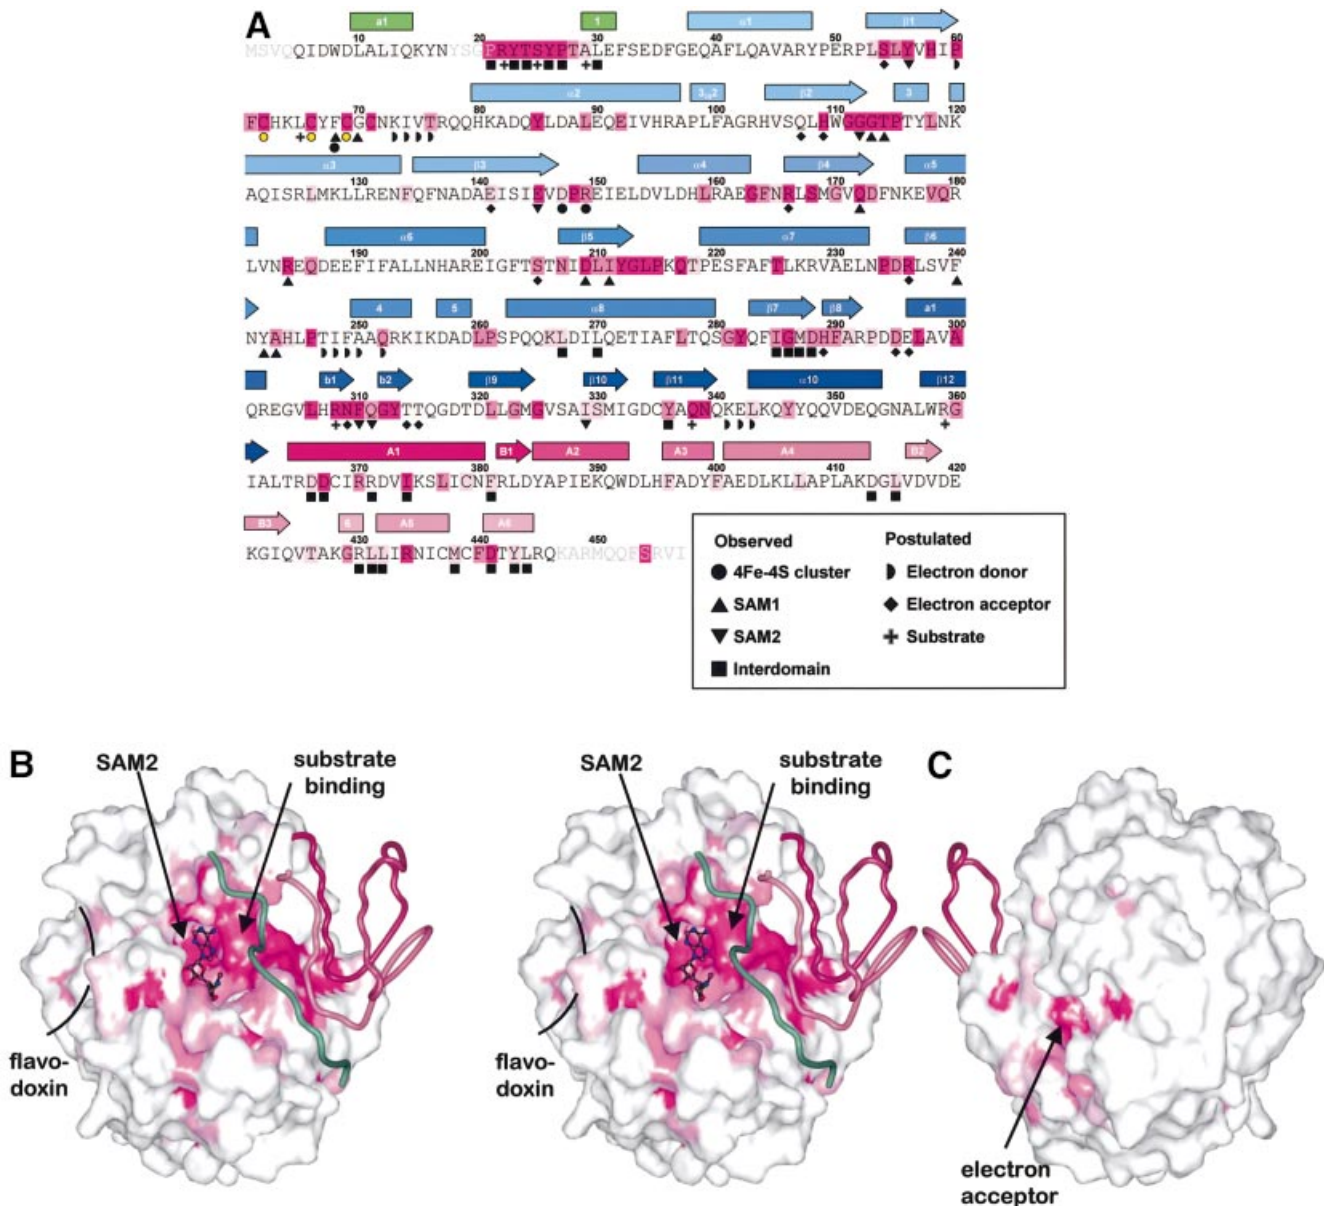 A
a1 1 α1 β1
10 20 30 40 50 60
MSVQQIDWDLALIQKYNYSGPRYTSYPTALEFSEDFGEQAFLQAVARYPERPLSLYVHIP
α2 3₁₀2 β2 3
70 80 90 100 110 120
FCHKLCYFCGCNKIVTRQQHKADQYLDALEQEIVHRAPLFAGRHVSQLHWGGGTPTYLNK
α3 β3 α4 β4 α5
130 140 150 160 170 180
AQISRLMKLLRENFQFNADAEISIEVDPREIELDVLDHLRAEGFNRLSMGVQDFNKEVQR
α6 β5 α7 β6
190 200 210 220 230 240
LVNREQDEEFIFALLNHAREIGFTSTNIDLIYGLPKQTPESFAFTLKRVAELNPDRLSVF
4 5 α8 β7 β8 a1
250 260 270 280 290 300
NYAHLPTIFAAQRKIKDADLPSPQQKLDILQETIAFLTQSGYQFIGMDHFARPDDELAVA
b1 b2 β9 β10 β11 α10 β12
310 320 330 340 350 360
QREGVLHRNFQGYTTQGDTDLLGMGVSAISMIGDCYAQNQKELKQYYQQVDEQGNALWRG
A1 B1 A2 A3 A4 B2
370 380 390 400 410 420
IALTRDDCIRRDVIKSLICNFRLDYAPIEKQWDLHFADYFAEDLKLLAPLAKDGLVDVDE
B3 6 A5 A6
430 440 450
KGIQVTAKGRLLIRNICMCFDTYLRQKARMQQFSRVI
Observed Postulated
4Fe-4S cluster Electron donor
SAM1 Electron acceptor
SAM2 Substrate
Interdomain
B
SAM2 substrate binding
flavo-
doxin
SAM2 substrate binding
flavo-
doxin
C
electron
acceptor